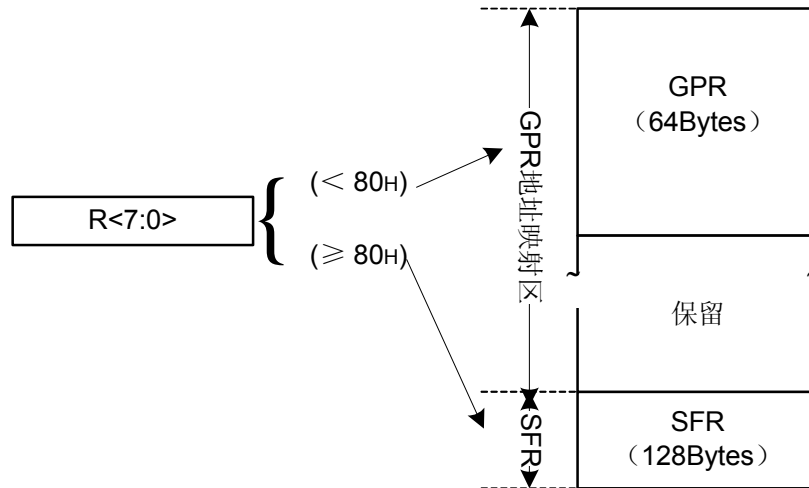 R<7:0>
(< 80H)
(≥ 80H)
GPR地址映射区
SFR
GPR
（64Bytes）
保留
SFR
（128Bytes）